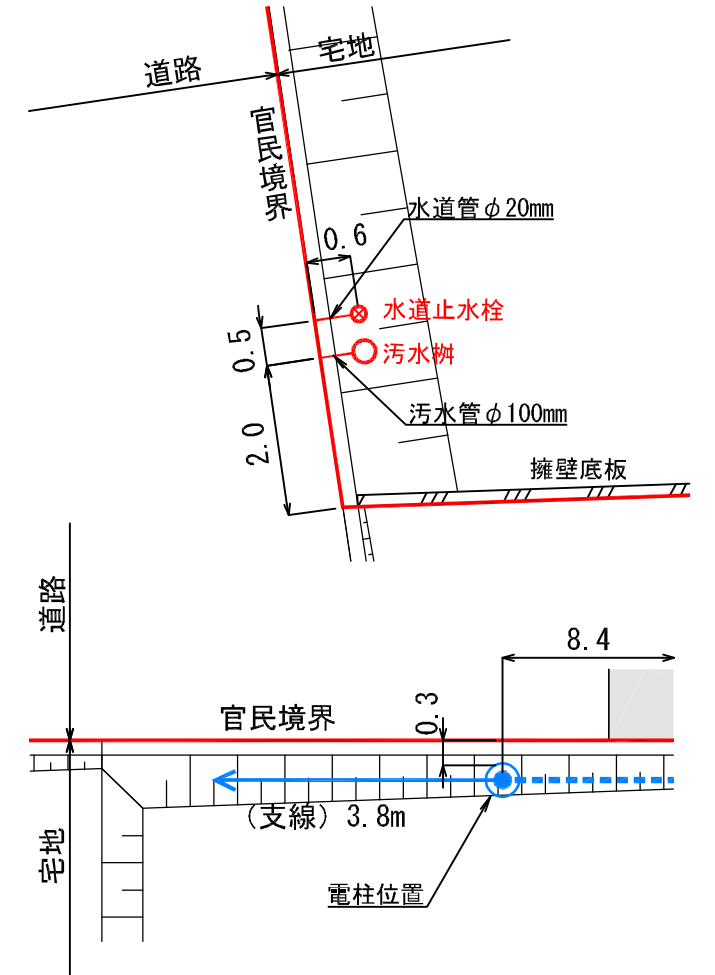 道路
宅地
官民境界
水道管φ20mm
0.6
水道止水栓
0.5
汚水桝
汚水管φ100mm
2.0
擁壁底板
道路
8.4
官民境界
0.3
(支線) 3.8m
宅地
電柱位置